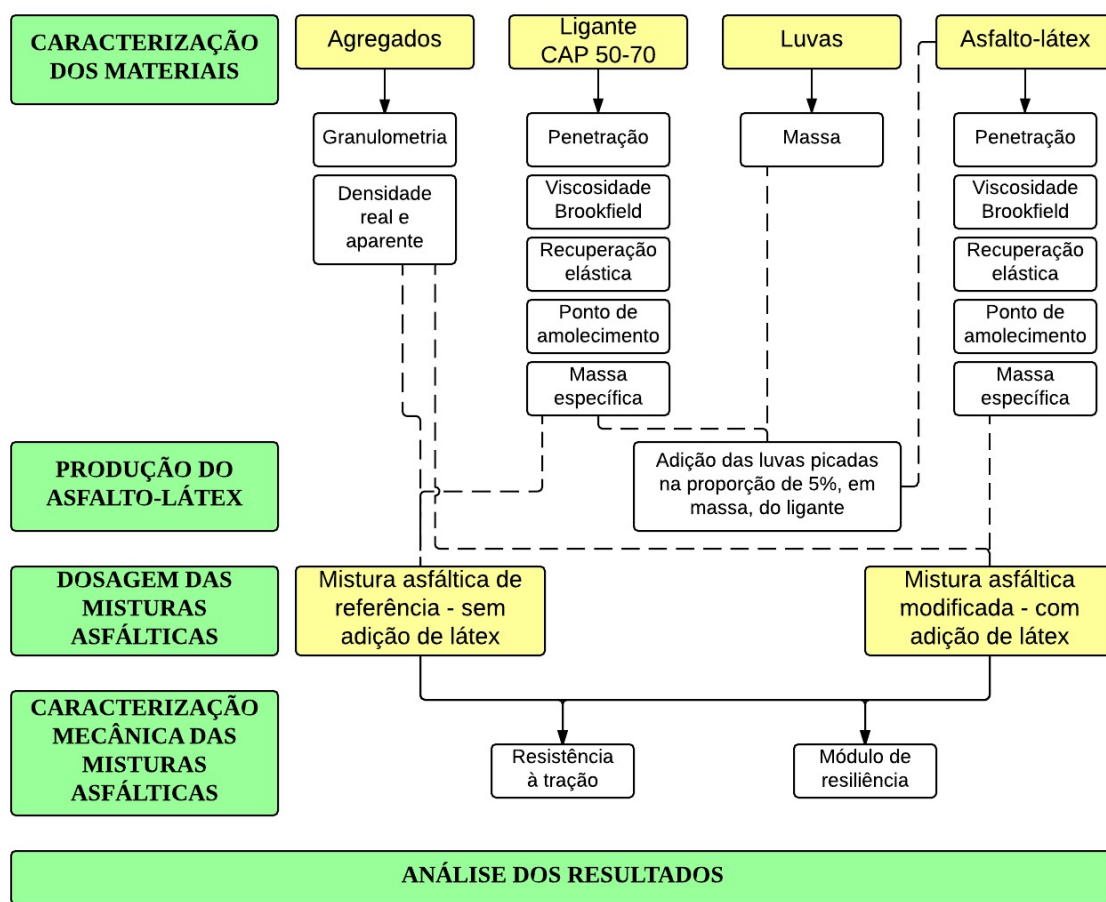 CARACTERIZAÇÃO
DOS MATERIAIS
Agregados
Ligante
CAP 50-70
Luvas
Asfalto-látex
Granulometria
Densidade
real e
aparente
Penetração
Viscosidade
Brookfield
Recuperação
elástica
Ponto de
amolecimento
Massa
específica
Massa
Penetração
Viscosidade
Brookfield
Recuperação
elástica
Ponto de
amolecimento
Massa
específica
PRODUÇÃO DO
ASFALTO-LÁTEX
Adição das luvas picadas
na proporção de 5%, em
massa, do ligante
DOSAGEM DAS
MISTURAS
ASFÁLTICAS
Mistura asfáltica de
referência - sem
adição de látex
Mistura asfáltica
modificada - com
adição de látex
CARACTERIZAÇÃO
MECÂNICA DAS
MISTURAS
ASFÁLTICAS
Resistência
à tração
Módulo de
resiliência
ANÁLISE DOS RESULTADOS